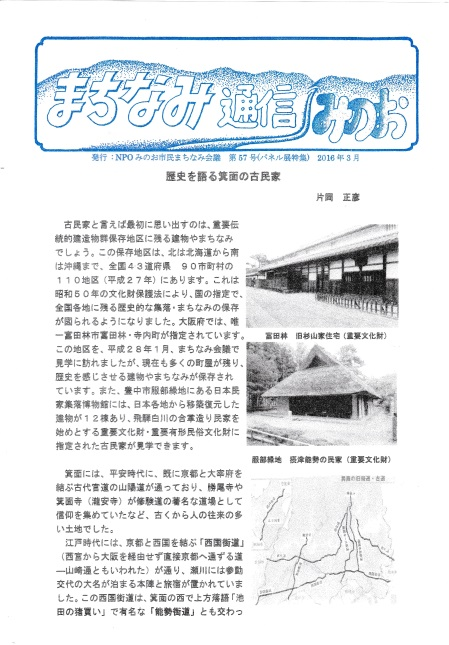 まちなみ通信 みのお
発行：NPOみのお市民まちなみ会議 第57号(パネル展特集) 2016年3月
歴史を語る箕面の古民家
片岡 正彦
古民家と言えば最初に思い出すのは、重要伝
統的建造物群保存地区に残る建物やまちなみ
でしょう。この保存地区は、北は北海道から南
は沖縄まで、全国４３道府県 ９０市町村の
１１０地区（平成２７年）にあります。これは
昭和５０年の文化財保護法により、国の指定で、
全国各地に残る歴史的な集落・まちなみの保存
が図られるようになりました。大阪府では、唯
一富田林市富田林・寺内町が指定されています。
この地区を、平成２８年１月、まちなみ会議で
見学に訪れましたが、現在も多くの町屋が残り、
歴史を感じさせる建物やまちなみが保存され
ています。また、豊中市服部緑地にある日本民
家集落博物館には、日本各地から移築復元した
建物が１２棟あり、飛騨白川の合掌造り民家を
始めとする重要文化財・重要有形民俗文化財に
指定された古民家が見学できます。
富田林 旧杉山家住宅（重要文化財）
服部緑地 摂津能勢の民家（重要文化財）
箕面には、平安時代に、既に京都と大宰府を
結ぶ古代官道の山陽道が通っており、勝尾寺や
箕面寺（瀧安寺）が修験道の著名な道場として
信仰を集めていたなど、古くから人の往来の多
い土地でした。
江戸時代には、京都と西国を結ぶ「西国街道」
（西宮から大阪を経由せず直接京都へ通ずる道
―山崎通ともいわれた）が通り、瀬川には参勤
交代の大名が泊まる本陣と旅宿が置かれていま
した。この西国街道は、箕面の西で上方落語「池
田の猪買い」で有名な「能勢街道」とも交わっ
箕面の旧街道・古道